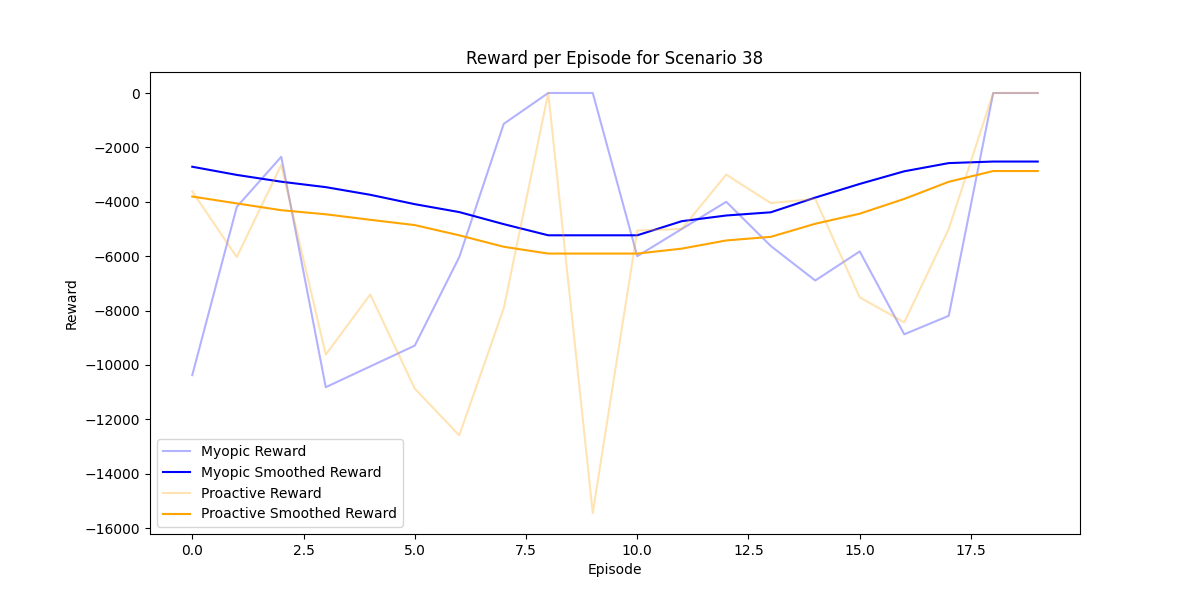 Reward per Episode for Scenario 38
0
−2000
−4000
−6000
−8000
−10000
−12000
−14000
−16000
Reward
Myopic Reward
Myopic Smoothed Reward
Proactive Reward
Proactive Smoothed Reward
0.0 2.5 5.0 7.5 10.0 12.5 15.0 17.5
Episode